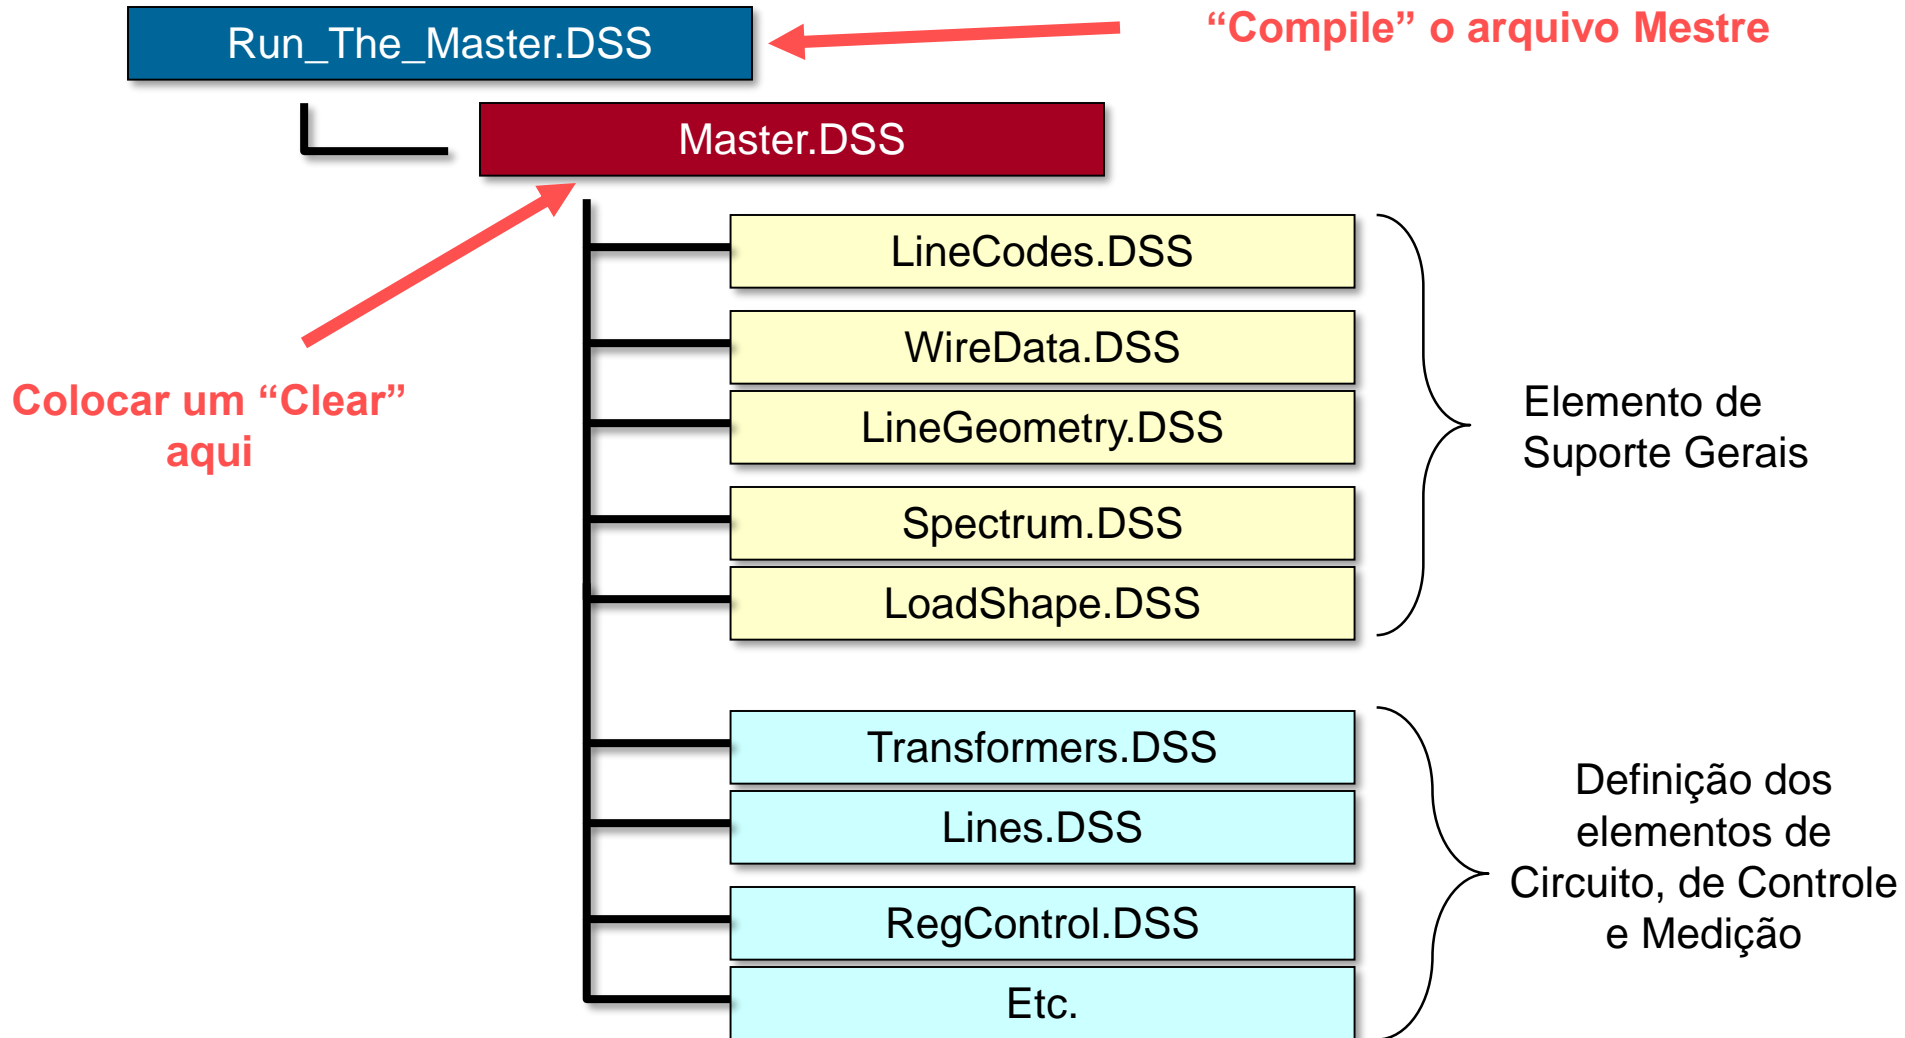 Run_The_Master.DSS
“Compile” o arquivo Mestre
Master.DSS
Colocar um “Clear”
aqui
LineCodes.DSS
WireData.DSS
LineGeometry.DSS
Spectrum.DSS
LoadShape.DSS
Elemento de
Suporte Gerais
Transformers.DSS
Lines.DSS
RegControl.DSS
Etc.
Definição dos
elementos de
Circuito, de Controle
e Medição